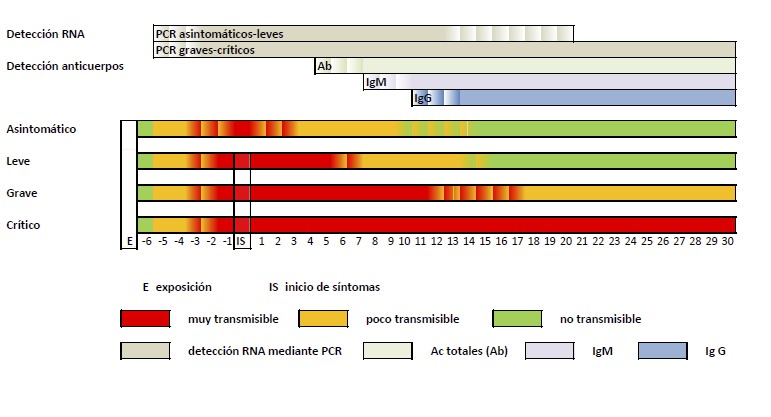 Detección RNA
PCR asintomáticos-leves
PCR graves-críticos
Detección anticuerpos
Ab
IgM
IgG
Asintomático
Leve
Grave
Crítico
E -6 -5 -4 -3 -2 -1 IS 1 2 3 4 5 6 7 8 9 10 11 12 13 14 15 16 17 18 19 20 21 22 23 24 25 26 27 28 29 30
E exposición IS inicio de síntomas
muy transmisible poco transmisible no transmisible
detección RNA mediante PCR Ac totales (Ab) IgM Ig G